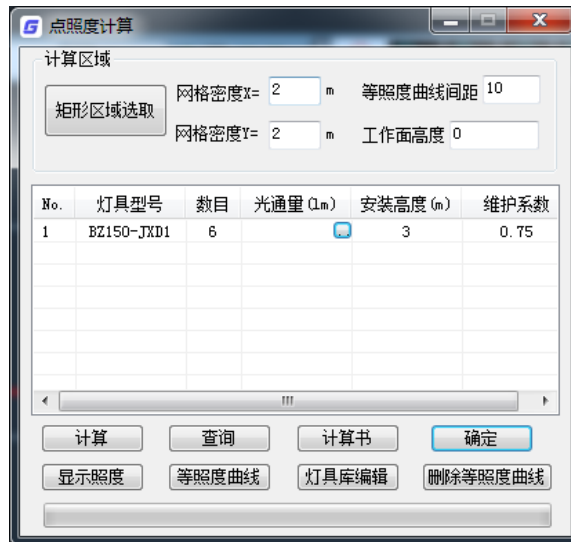 点照度计算
计算区域
矩形区域选取 网格密度X= 2 m 等照度曲线间距 10
网格密度Y= 2 m 工作面高度 0
No. 灯具型号 数目 光通量(lm) 安装高度(m) 维护系数
1 BZ150-JXD1 6 ... 3 0.75
计算 查询 计算书 确定
显示照度 等照度曲线 灯具库编辑 删除等照度曲线